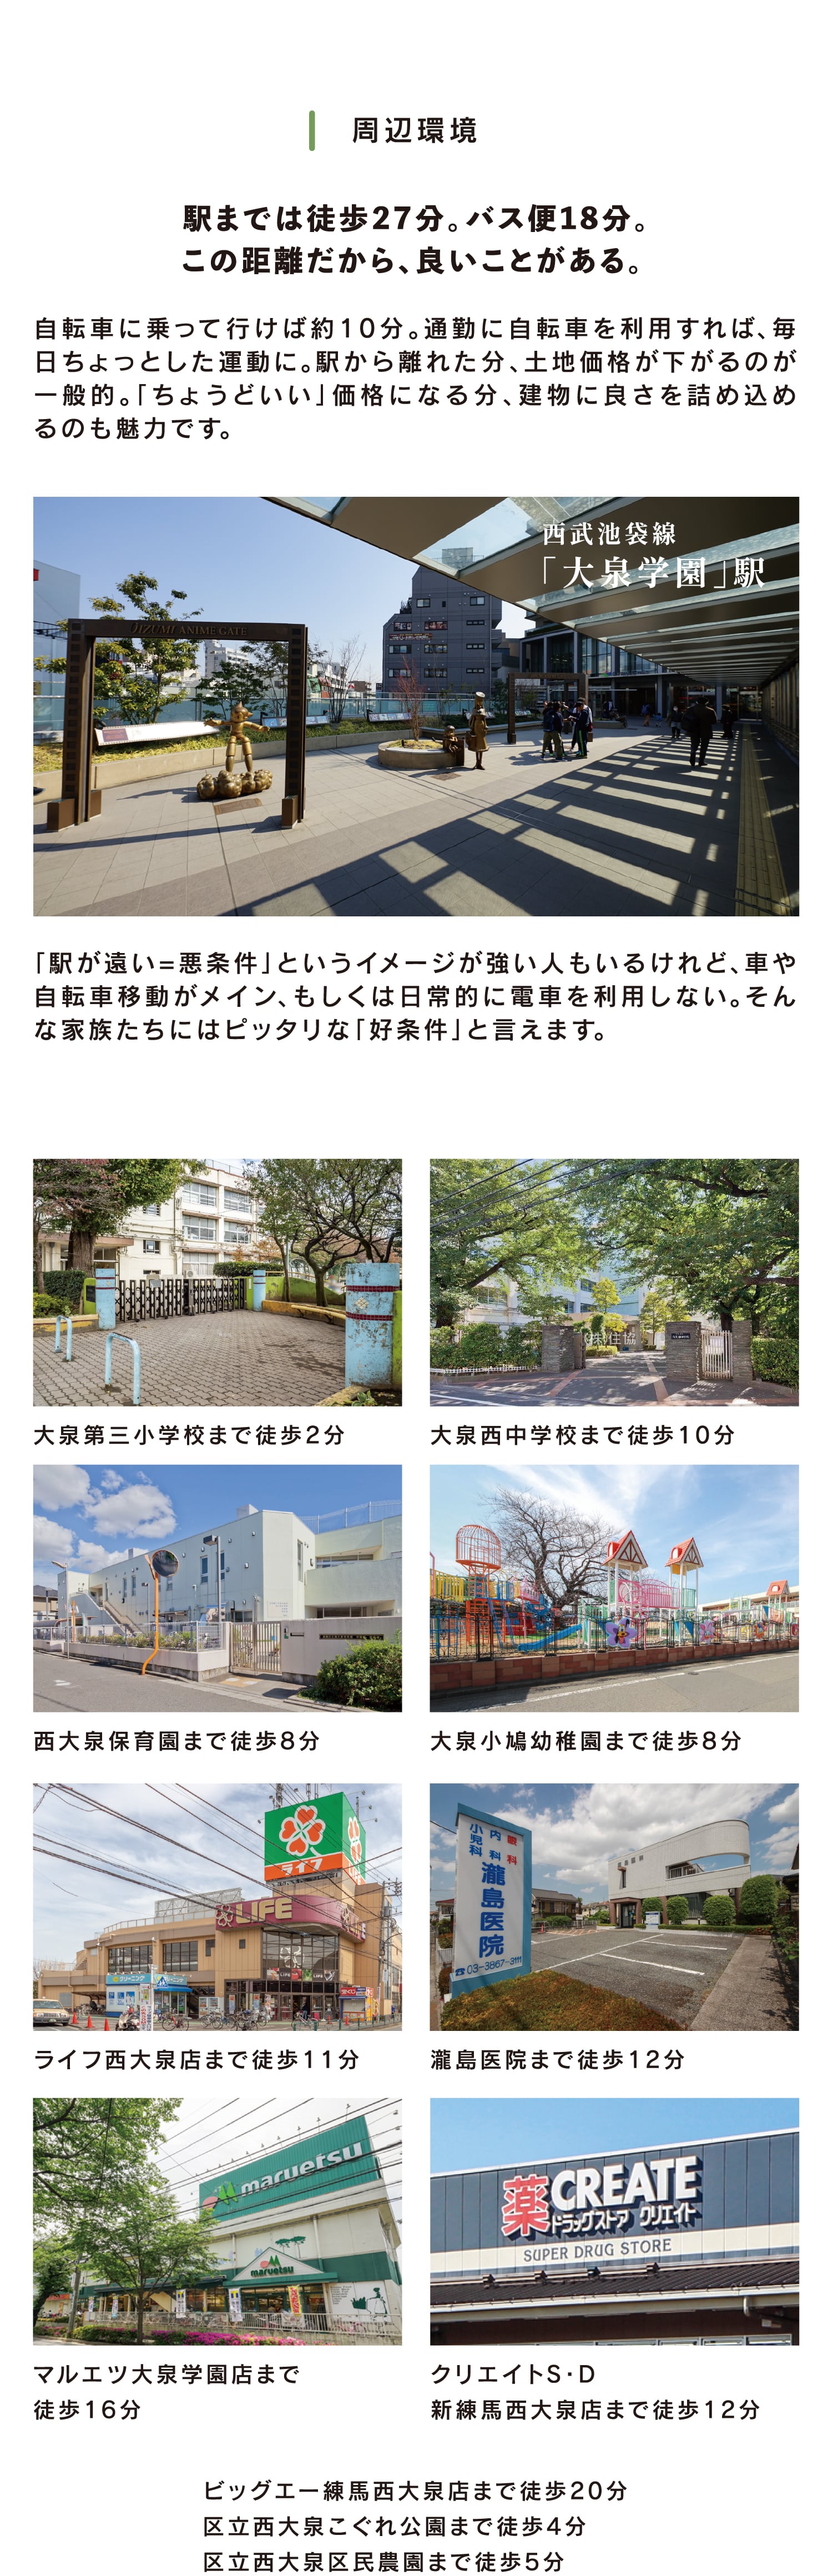 周辺環境
駅までは徒歩27分。バス便18分。
この距離だから、良いことがある。
自転車に乗って行けば約10分。通勤に自転車を利用すれば、毎
日ちょっとした運動に。駅から離れた分、土地価格が下がるのが
一般的。「ちょうどいい」価格になる分、建物に良さを詰め込め
るのも魅力です。
西武池袋線
「大泉学園」駅
OIZUMI ANIME GATE
「駅が遠い=悪条件」というイメージが強い人もいるけれど、車や
自転車移動がメイン、もしくは日常的に電車を利用しない。そん
な家族たちにはピッタリな「好条件」と言えます。
(株)住協
大泉第三小学校まで徒歩2分
大泉西中学校まで徒歩10分
西大泉保育園まで徒歩8分
大泉小鳩幼稚園まで徒歩8分
ライフ
LIFE
クリーニング
小児科 内科 眼科
瀧島医院
☎03-3867-3111
ライフ西大泉店まで徒歩11分
瀧島医院まで徒歩12分
maruetsu
maruetsu
薬 CREATE
ドラッグストア クリエイト
SUPER DRUG STORE
マルエツ大泉学園店まで
徒歩16分
クリエイトS・D
新練馬西大泉店まで徒歩12分
ビッグエー練馬西大泉店まで徒歩20分
区立西大泉こぐれ公園まで徒歩4分
区立西大泉区民農園まで徒歩5分